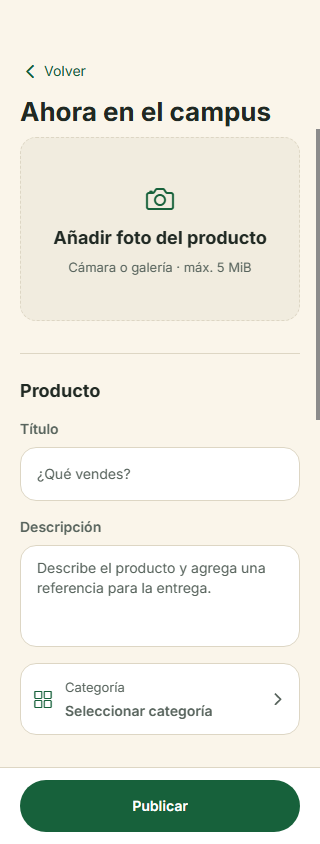 Volver
Ahora en el campus
Añadir foto del producto
Cámara o galería · máx. 5 MiB
Producto
Título
¿Qué vendes?
Descripción
Describe el producto y agrega una
referencia para la entrega.
Categoría
Seleccionar categoría
Publicar